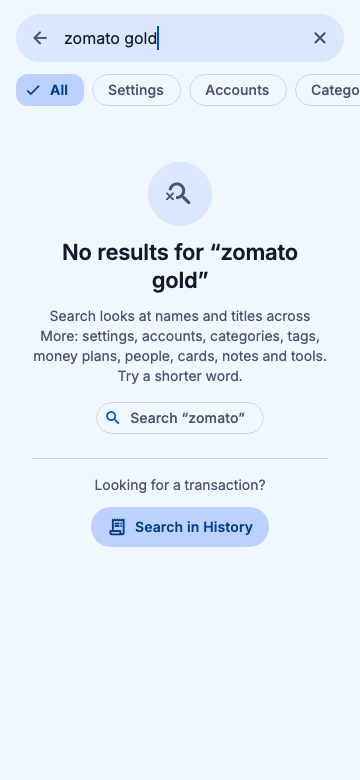 zomato gold
All
Settings
Accounts
Catego
No results for “zomato
gold”
Search looks at names and titles across
More: settings, accounts, categories, tags,
money plans, people, cards, notes and tools.
Try a shorter word.
Search “zomato”
Looking for a transaction?
Search in History